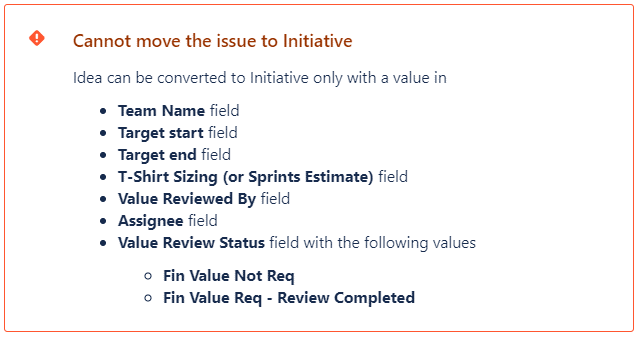 Cannot move the issue to Initiative
Idea can be converted to Initiative only with a value in
Team Name field
Target start field
Target end field
T-Shirt Sizing (or Sprints Estimate) field
Value Reviewed By field
Assignee field
Value Review Status field with the following values
Fin Value Not Req
Fin Value Req - Review Completed